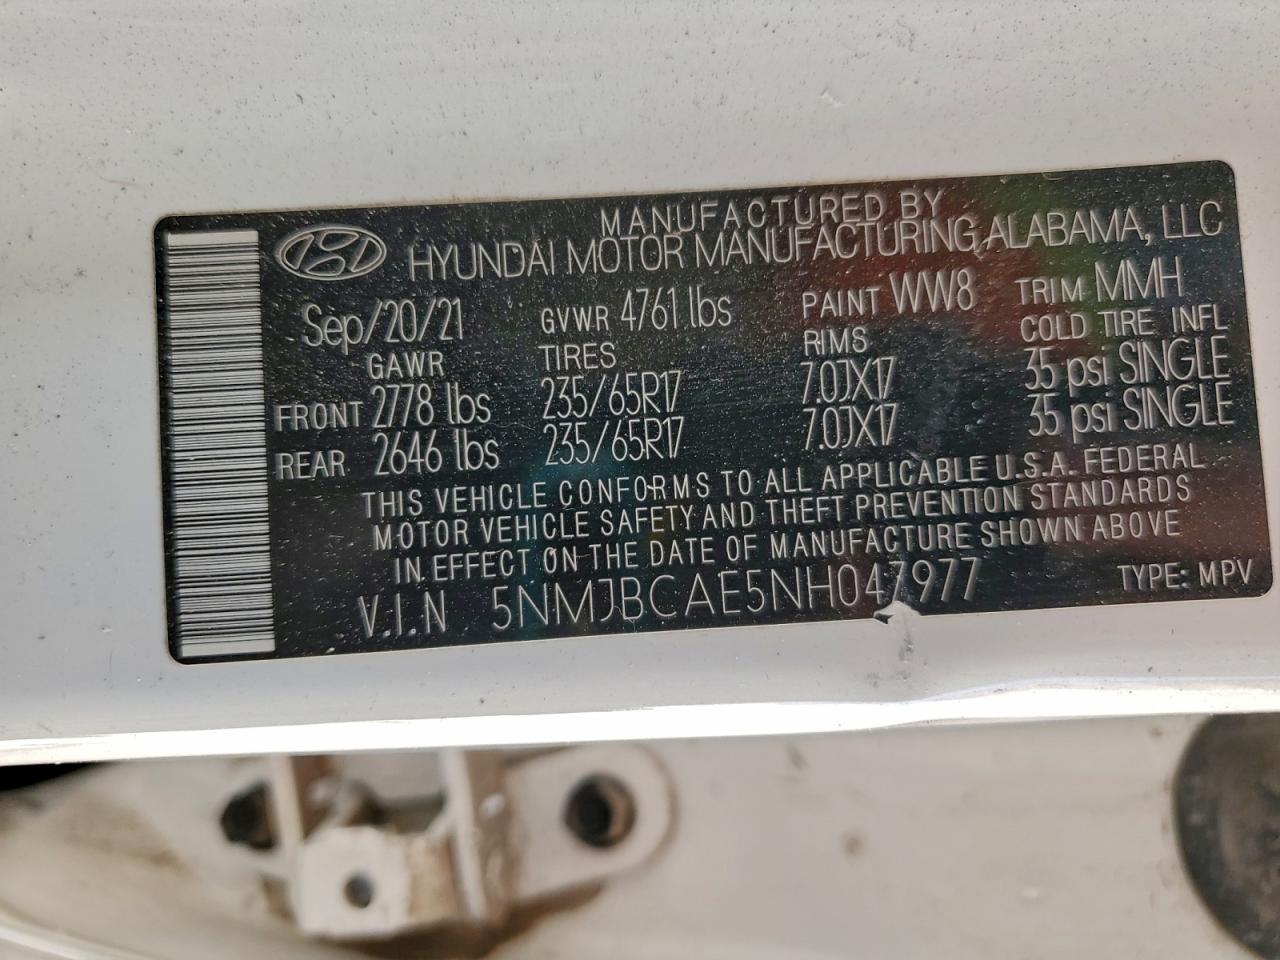 MANUFACTURED BY
HYUNDAI MOTOR MANUFACTURING ALABAMA, LLC
Sep/20/21 GVWR 4761 lbs PAINT WW8 TRIM MMH
GAWR TIRES RIMS COLD TIRE INFL
FRONT 2778 lbs 235/65R17 7.0JX17 35 psi SINGLE
REAR 2646 lbs 235/65R17 7.0JX17 35 psi SINGLE
THIS VEHICLE CONFORMS TO ALL APPLICABLE U.S.A. FEDERAL
MOTOR VEHICLE SAFETY AND THEFT PREVENTION STANDARDS
IN EFFECT ON THE DATE OF MANUFACTURE SHOWN ABOVE
V.I.N 5NMJBCAE5NH047977 TYPE: MPV